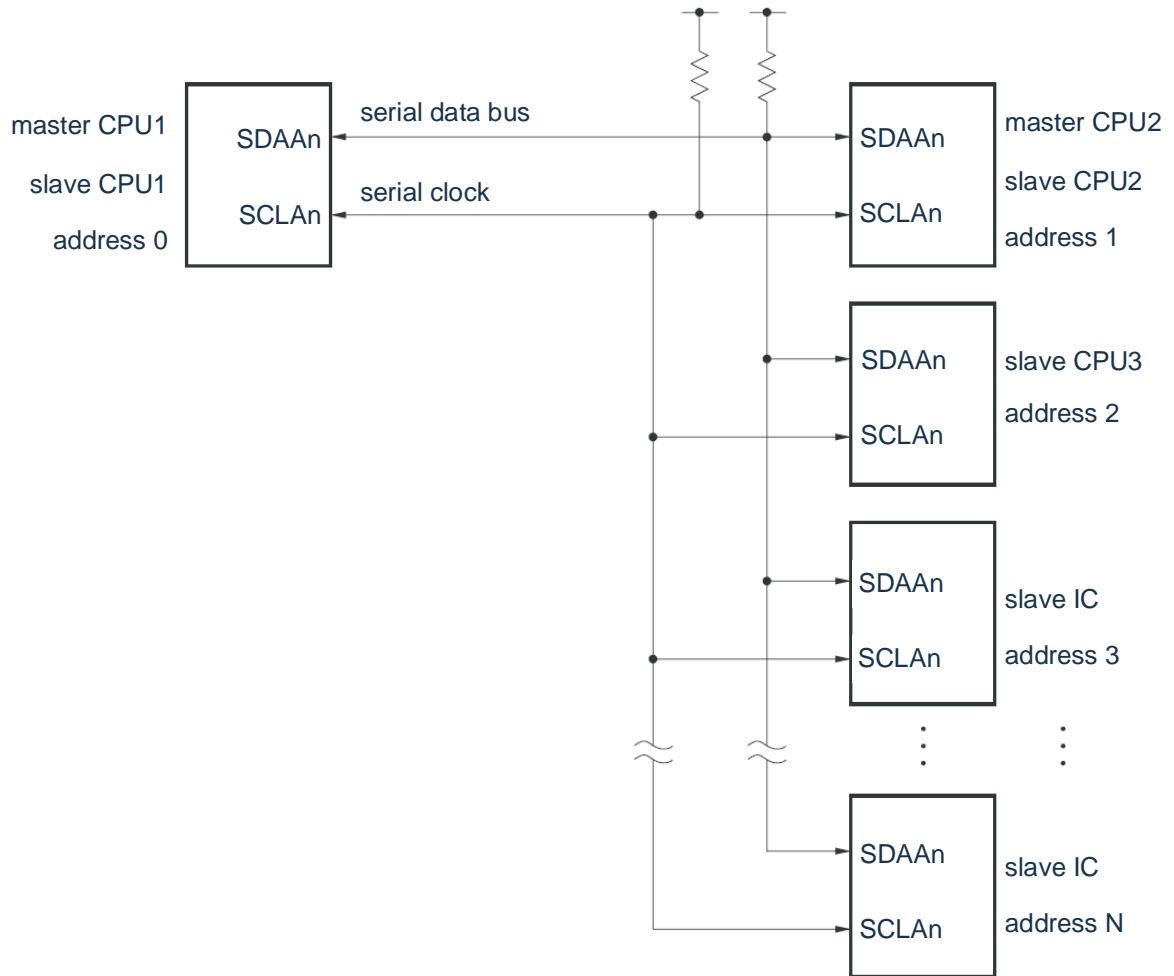 master CPU1
slave CPU1
address 0
SDAAn
SCLAn
serial data bus
serial clock
SDAAn
SCLAn
master CPU2
slave CPU2
address 1
SDAAn
SCLAn
slave CPU3
address 2
SDAAn
SCLAn
slave IC
address 3
SDAAn
SCLAn
slave IC
address N